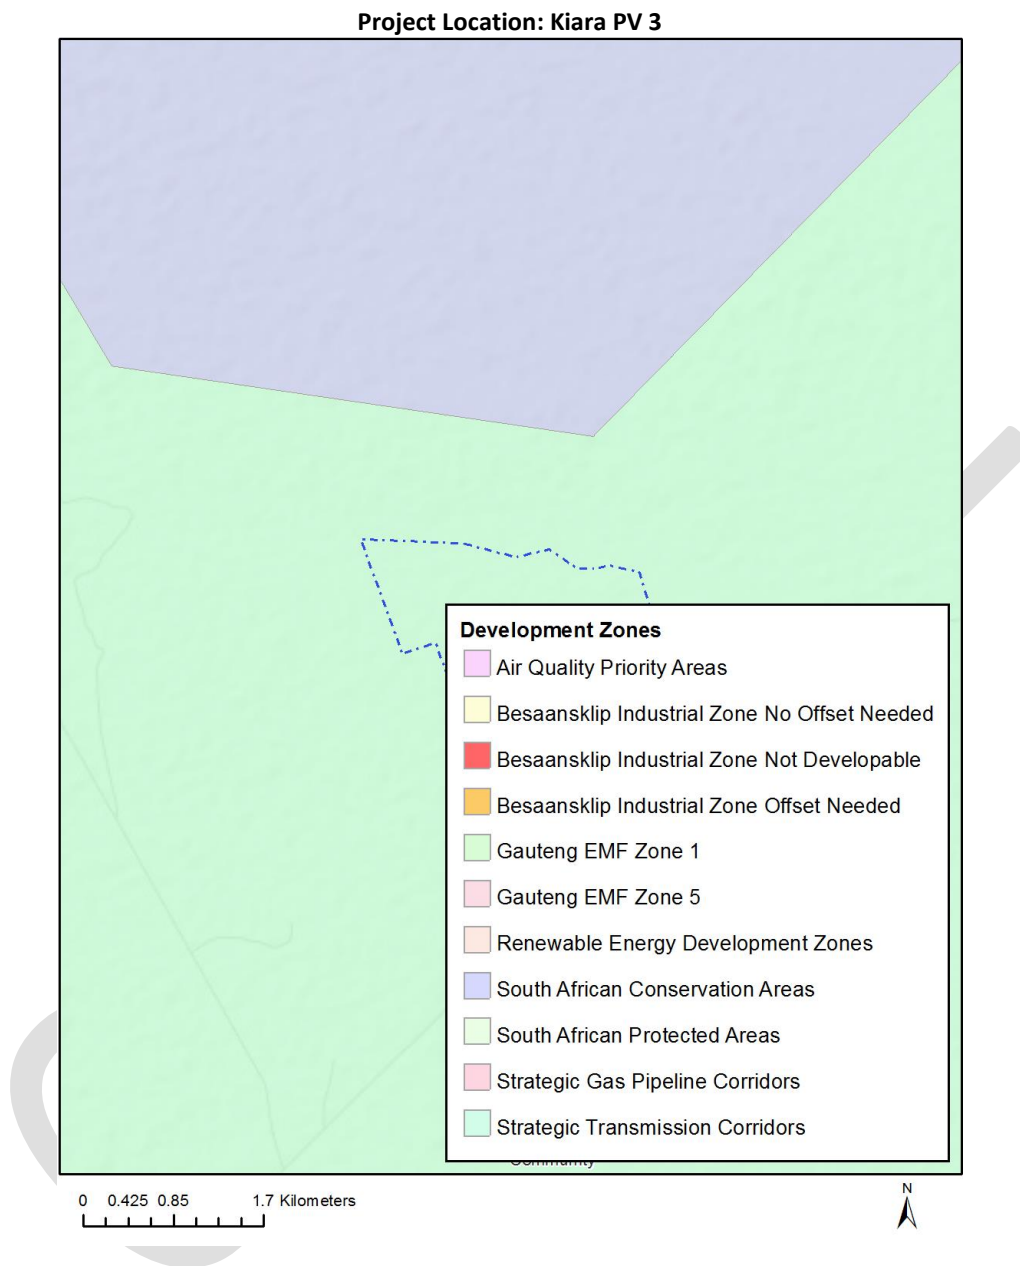 Project Location: Kiara PV 3
Development Zones
Air Quality Priority Areas
Besaansklip Industrial Zone No Offset Needed
Besaansklip Industrial Zone Not Developable
Besaansklip Industrial Zone Offset Needed
Gauteng EMF Zone 1
Gauteng EMF Zone 5
Renewable Energy Development Zones
South African Conservation Areas
South African Protected Areas
Strategic Gas Pipeline Corridors
Strategic Transmission Corridors
Community
0 0.425 0.85 1.7 Kilometers
N